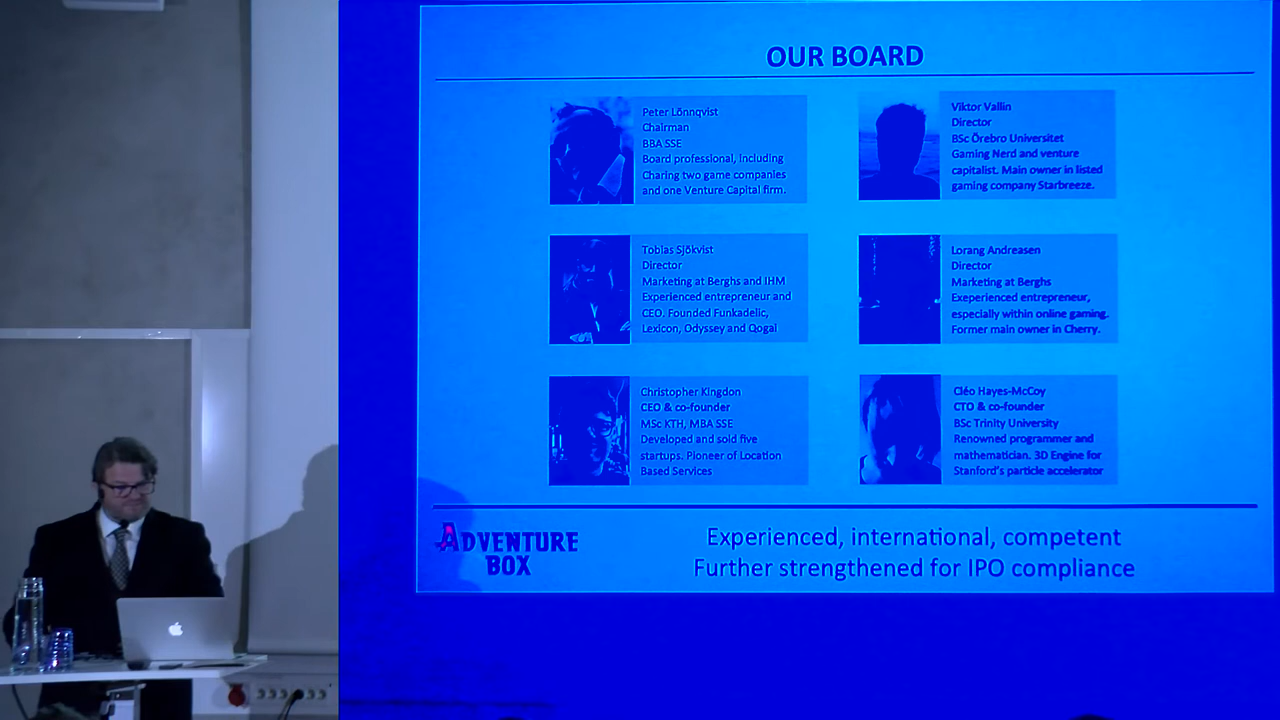 OUR BOARD
Peter Lönnqvist
Chairman
BBA SSE
Board professional, including
Charing two game companies
and one Venture Capital firm.
Viktor Vallin
Director
BSc Örebro Universitet
Gaming Nerd and venture
capitalist. Main owner in listed
gaming company Starbreeze.
Tobias Sjökvist
Director
Marketing at Berghs and IHM
Experienced entrepreneur and
CEO. Founded Funkadelic,
Lexicon, Odyssey and Qogal
Lorang Andreasen
Director
Marketing at Berghs
Exeperienced entrepreneur,
especially within online gaming.
Former main owner in Cherry.
Christopher Kingdon
CEO & co-founder
MSc KTH, MBA SSE
Developed and sold five
startups. Pioneer of Location
Based Services
Cléo Hayes-McCoy
CTO & co-founder
BSc Trinity University
Renowned programmer and
mathematician. 3D Engine for
Stanford's particle accelerator
ADVENTURE
BOX
Experienced, international, competent
Further strengthened for IPO compliance